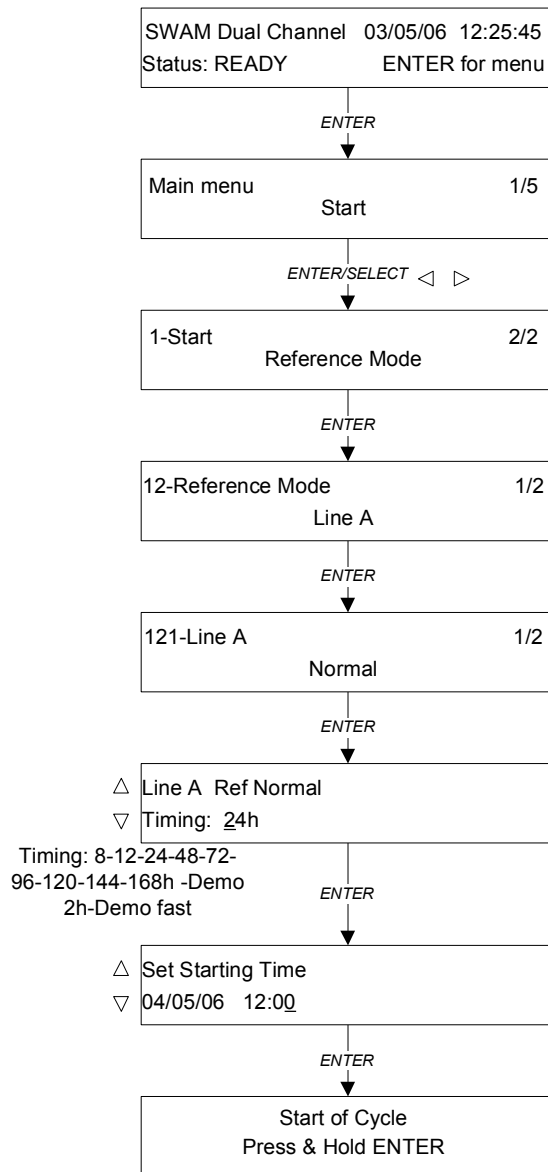 SWAM Dual Channel 03/05/06 12:25:45
Status: READY ENTER for menu
ENTER
Main menu 1/5
Start
ENTER/SELECT
1-Start 2/2
Reference Mode
ENTER
12-Reference Mode 1/2
Line A
ENTER
121-Line A 1/2
Normal
ENTER
Line A Ref Normal
Timing: 24h
Timing: 8-12-24-48-72-
96-120-144-168h -Demo
2h-Demo fast
ENTER
Set Starting Time
04/05/06 12:00
ENTER
Start of Cycle
Press & Hold ENTER